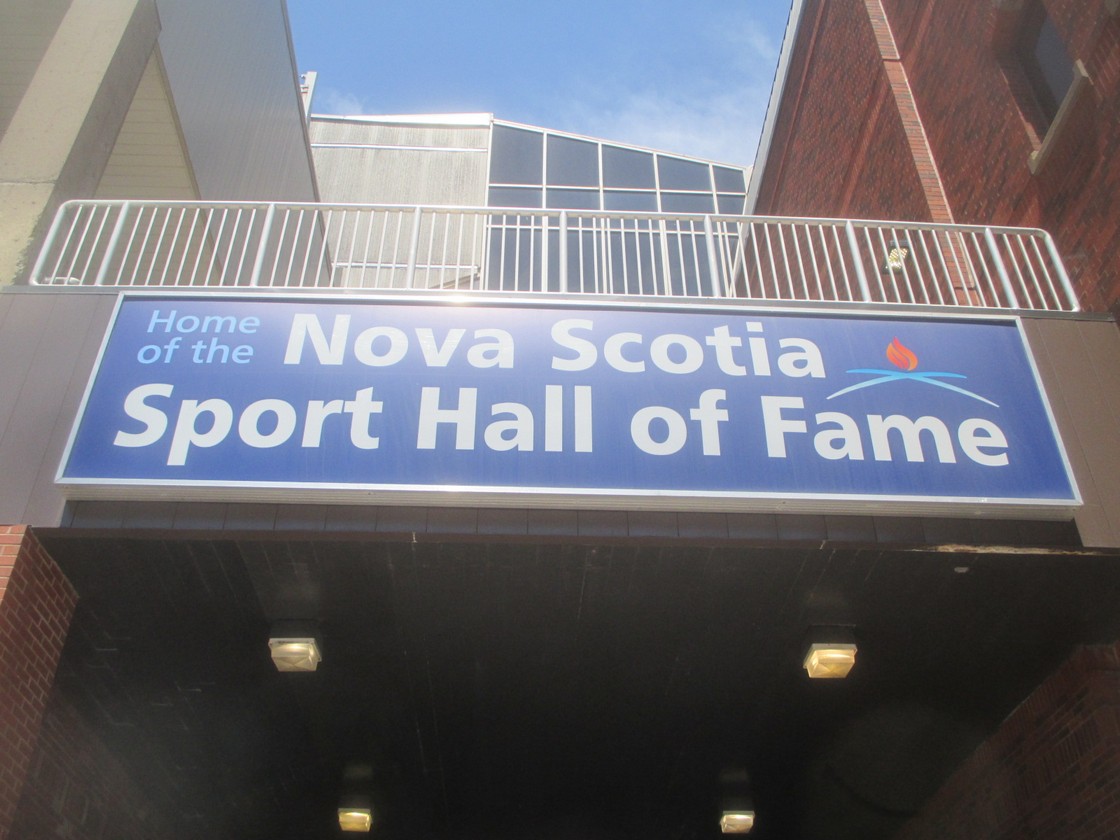 Home
of the
Nova Scotia
Sport Hall of Fame